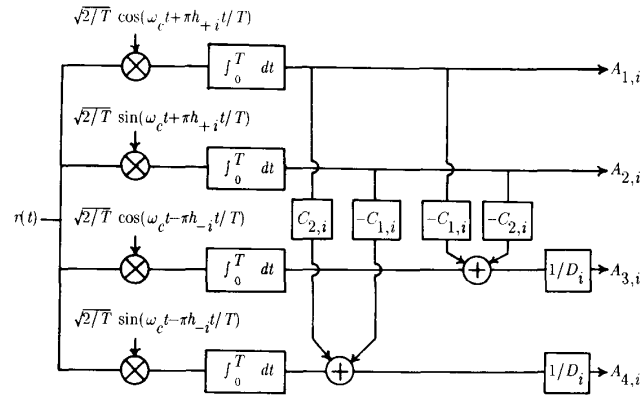 √2/T cos(ω_c t+πh_{+i}t/T)
∫_0^T dt
A_{1,i}
√2/T sin(ω_c t+πh_{+i}t/T)
∫_0^T dt
A_{2,i}
r(t)
√2/T cos(ω_c t−πh_{−i}t/T)
C_{2,i}
−C_{1,i}
−C_{1,i}
−C_{2,i}
∫_0^T dt
+
1/D_i
A_{3,i}
√2/T sin(ω_c t−πh_{−i}t/T)
∫_0^T dt
+
1/D_i
A_{4,i}